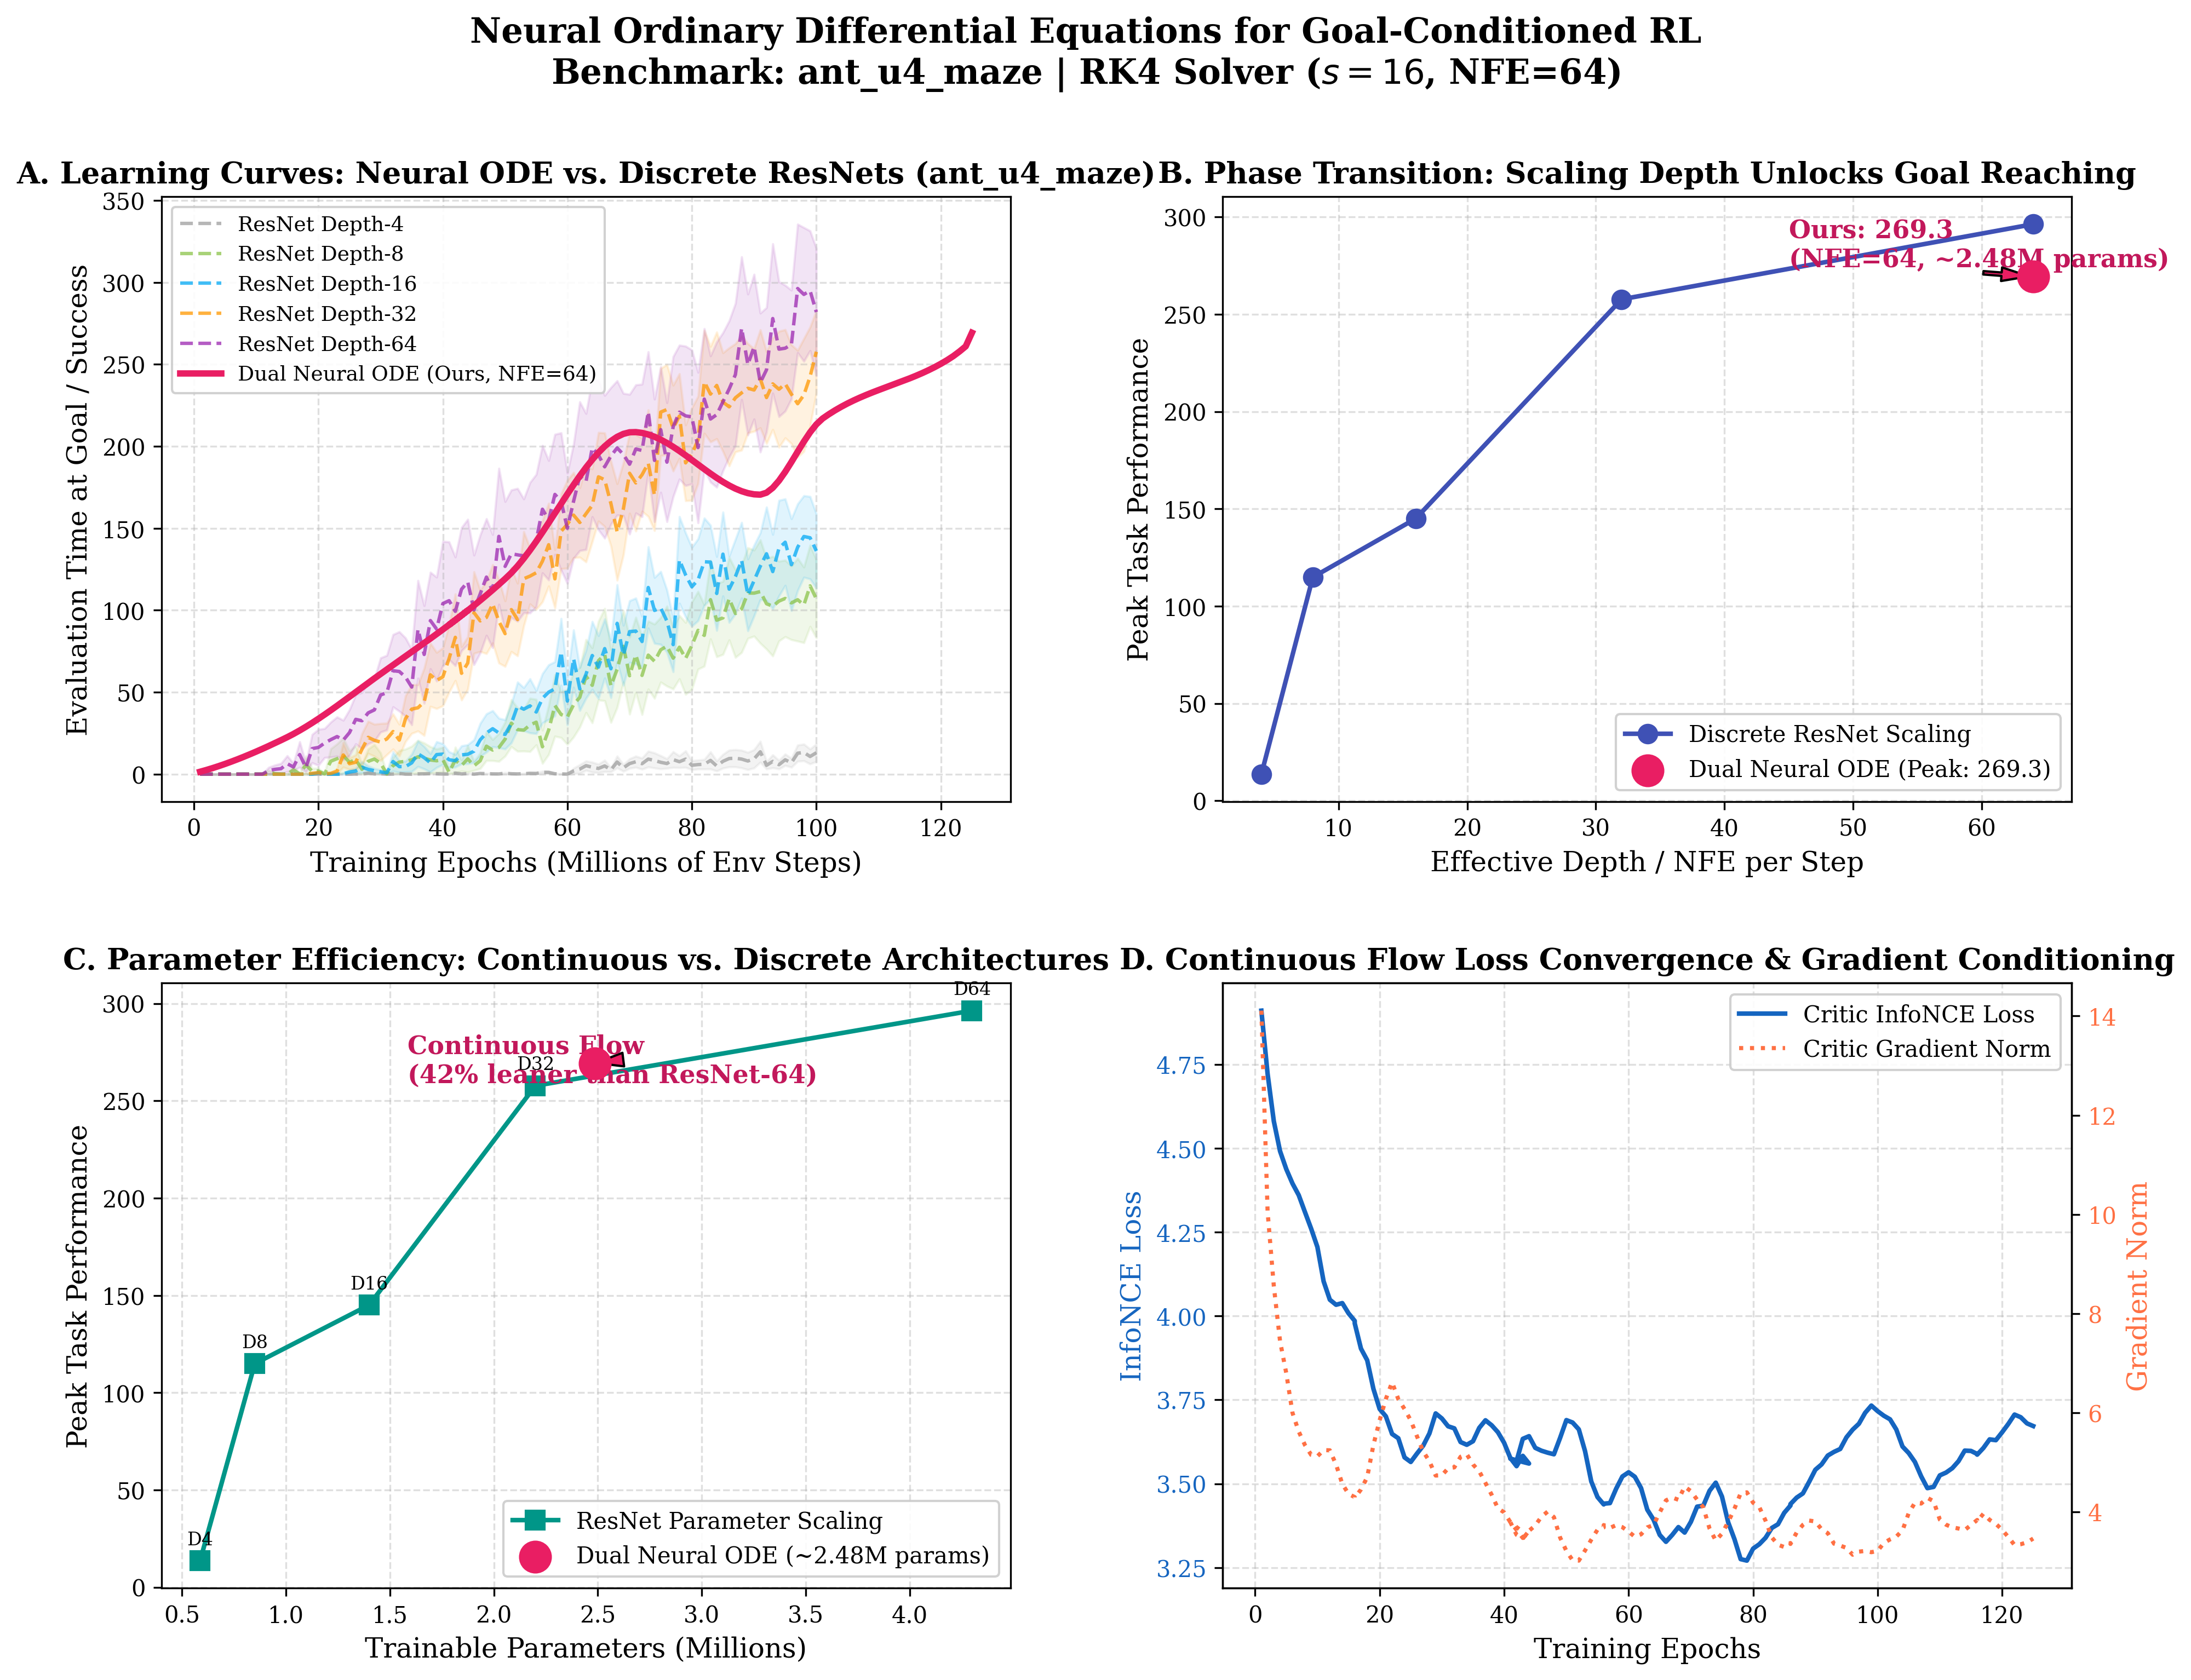 Neural Ordinary Differential Equations for Goal-Conditioned RL
Benchmark: ant_u4_maze | RK4 Solver (s = 16, NFE=64)
A. Learning Curves: Neural ODE vs. Discrete ResNets (ant_u4_maze)
350
300
250
200
150
100
50
0
Evaluation Time at Goal / Success
ResNet Depth-4
ResNet Depth-8
ResNet Depth-16
ResNet Depth-32
ResNet Depth-64
Dual Neural ODE (Ours, NFE=64)
0 20 40 60 80 100 120
Training Epochs (Millions of Env Steps)
B. Phase Transition: Scaling Depth Unlocks Goal Reaching
300
250
200
150
100
50
0
Peak Task Performance
Ours: 269.3
(NFE=64, ~2.48M params)
Discrete ResNet Scaling
Dual Neural ODE (Peak: 269.3)
10 20 30 40 50 60
Effective Depth / NFE per Step
C. Parameter Efficiency: Continuous vs. Discrete Architectures
300
250
200
150
100
50
0
Peak Task Performance
D64
Continuous Flow
(42% leaner than ResNet-64)
D32
D16
D8
D4
ResNet Parameter Scaling
Dual Neural ODE (~2.48M params)
0.5 1.0 1.5 2.0 2.5 3.0 3.5 4.0
Trainable Parameters (Millions)
D. Continuous Flow Loss Convergence & Gradient Conditioning
4.75
4.50
4.25
4.00
3.75
3.50
3.25
InfoNCE Loss
Critic InfoNCE Loss
Critic Gradient Norm
14
12
10
8
6
4
Gradient Norm
0 20 40 60 80 100 120
Training Epochs